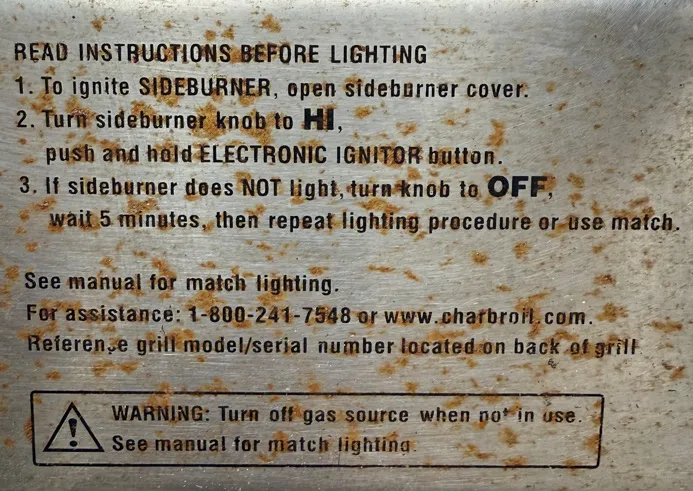 READ INSTRUCTIONS BEFORE LIGHTING
1. To ignite SIDEBURNER, open sideburner cover.
2. Turn sideburner knob to HI,
push and hold ELECTRONIC IGNITOR button.
3. If sideburner does NOT light, turn knob to OFF,
wait 5 minutes, then repeat lighting procedure or use match.
See manual for match lighting.
For assistance: 1-800-241-7548 or www.charbroil.com.
Reference grill model/serial number located on back of grill
WARNING: Turn off gas source when not in use.
See manual for match lighting.